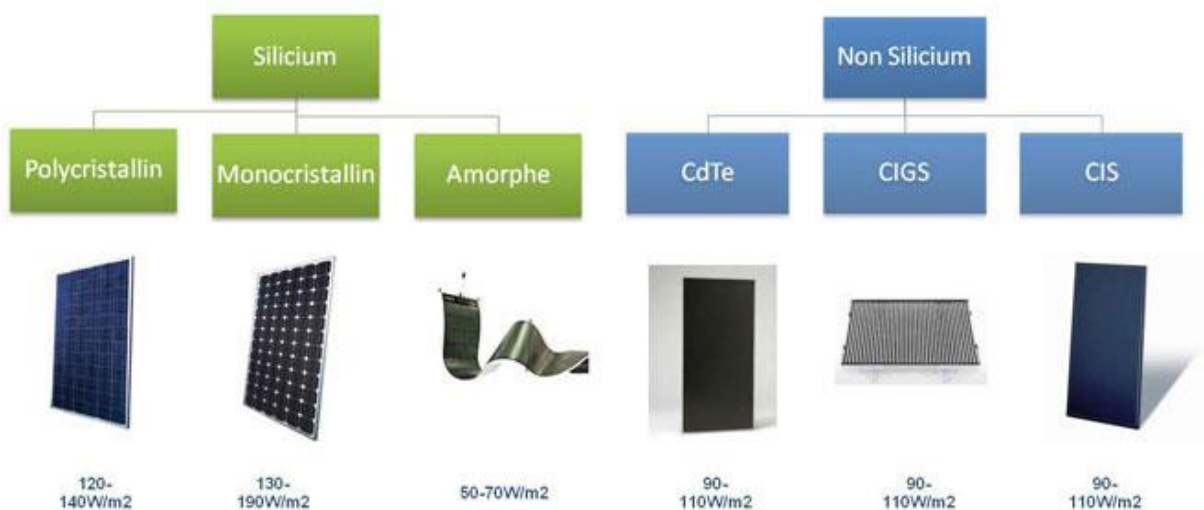 Silicium
Non Silicium
Polycristallin
Monocristallin
Amorphe
CdTe
CIGS
CIS
120-
140W/m2
130-
190W/m2
50-70W/m2
90-
110W/m2
90-
110W/m2
90-
110W/m2